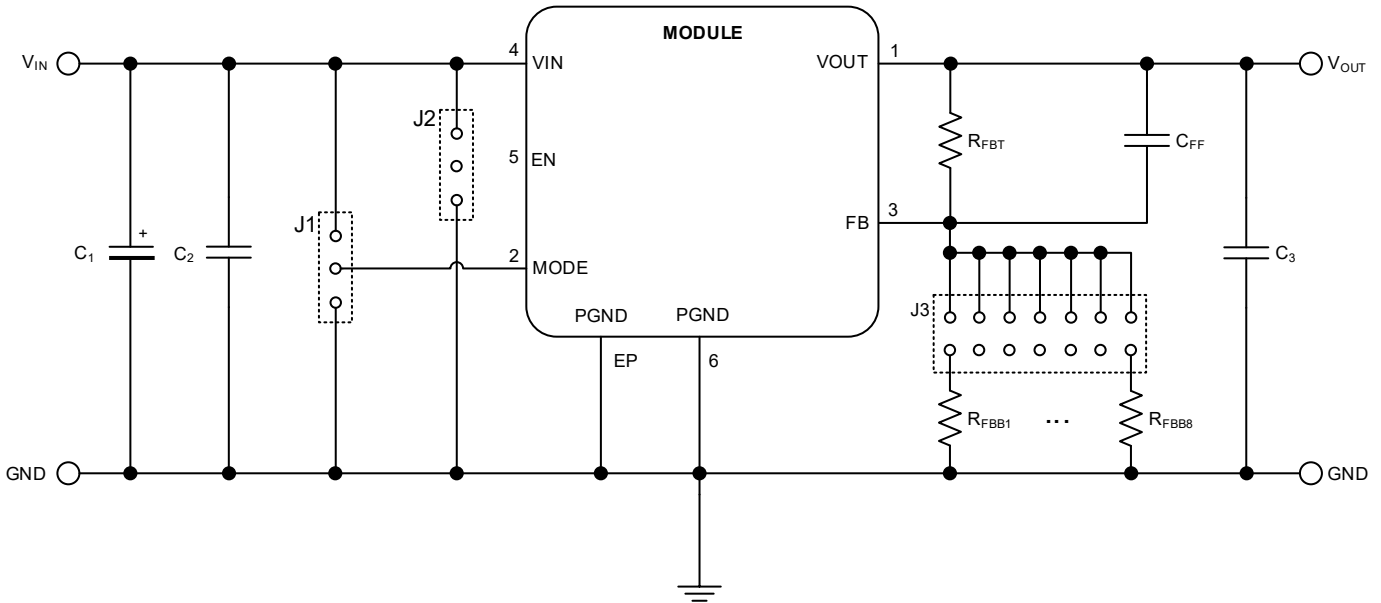 MODULE
VIN
4
VIN
VOUT
1
VOUT
J2
RFBT
CFF
5
EN
J1
FB
3
+
C1
C2
2
MODE
C3
J3
PGND
PGND
EP
6
RFBB1
...
RFBB8
GND
GND